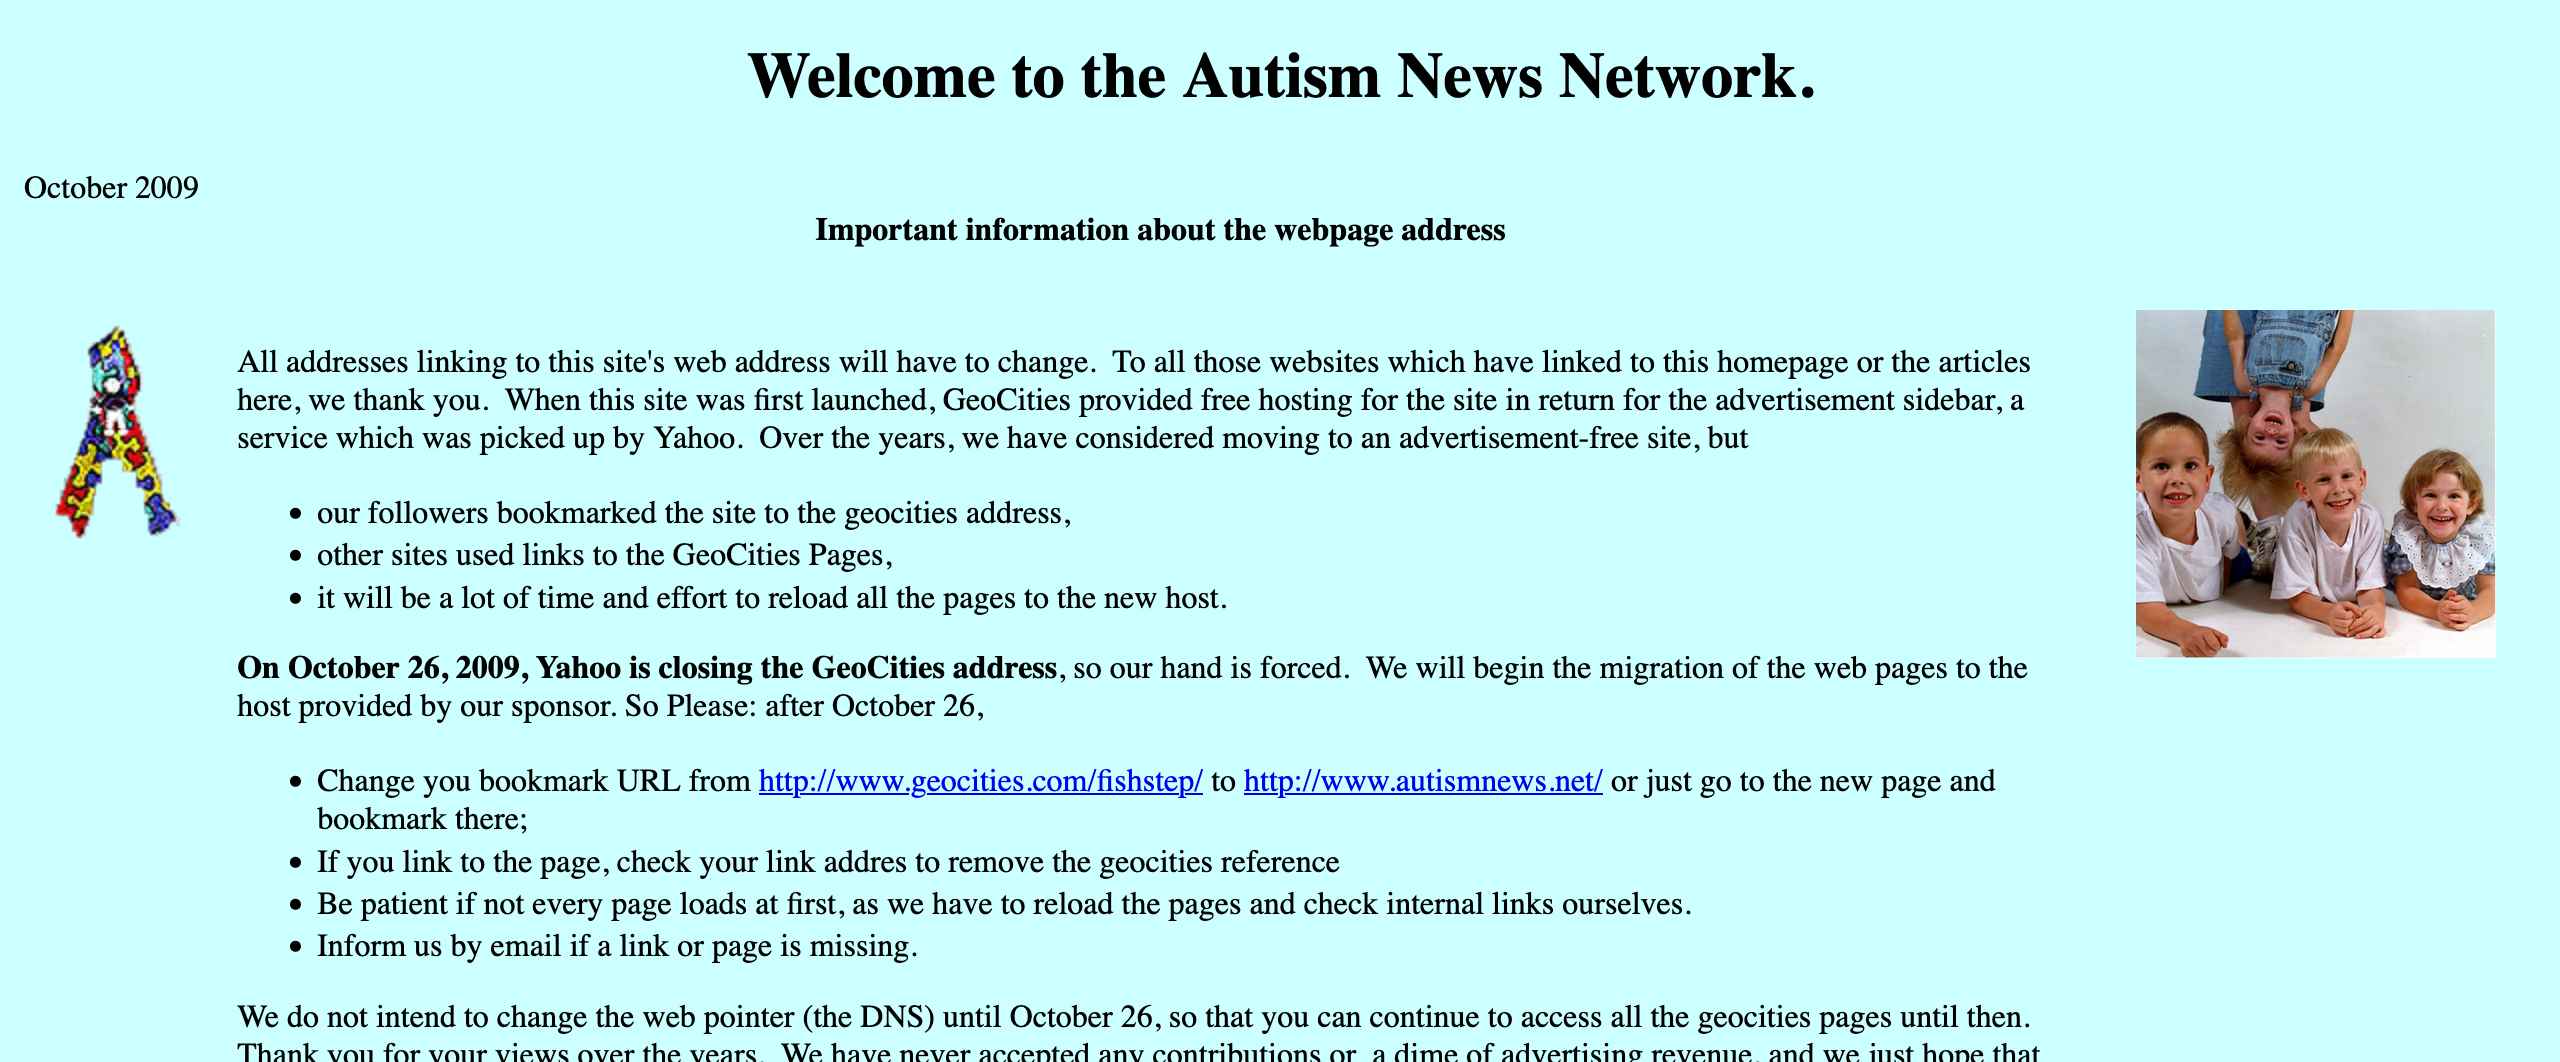 Welcome to the Autism News Network.
October 2009
Important information about the webpage address
All addresses linking to this site's web address will have to change.  To all those websites which have linked to this homepage or the articles
here, we thank you.  When this site was first launched, GeoCities provided free hosting for the site in return for the advertisement sidebar, a
service which was picked up by Yahoo.  Over the years, we have considered moving to an advertisement-free site, but
• our followers bookmarked the site to the geocities address,
• other sites used links to the GeoCities Pages,
• it will be a lot of time and effort to reload all the pages to the new host.
On October 26, 2009, Yahoo is closing the GeoCities address, so our hand is forced.  We will begin the migration of the web pages to the
host provided by our sponsor. So Please: after October 26,
• Change you bookmark URL from http://www.geocities.com/fishstep/ to http://www.autismnews.net/ or just go to the new page and
bookmark there;
• If you link to the page, check your link addres to remove the geocities reference
• Be patient if not every page loads at first, as we have to reload the pages and check internal links ourselves.
• Inform us by email if a link or page is missing.
We do not intend to change the web pointer (the DNS) until October 26, so that you can continue to access all the geocities pages until then.
Thank you for your views over the years.  We have never accepted any contributions or  a dime of advertising revenue, and we just hope that